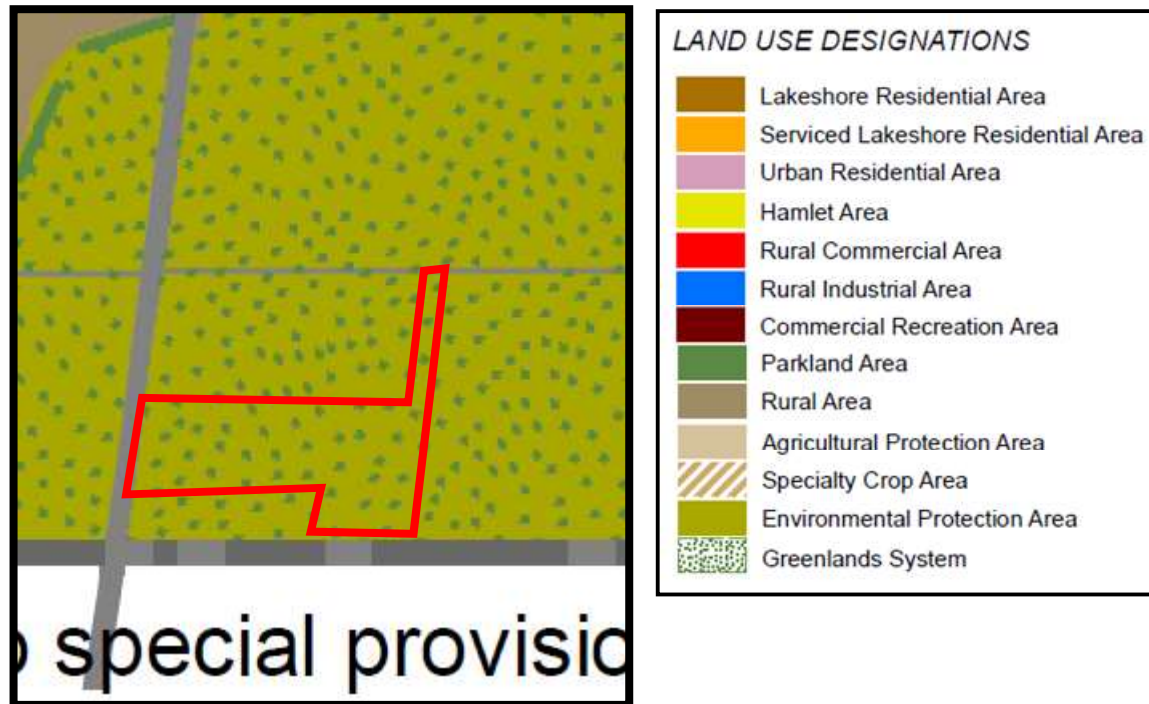 special provisio
LAND USE DESIGNATIONS
Lakeshore Residential Area
Serviced Lakeshore Residential Area
Urban Residential Area
Hamlet Area
Rural Commercial Area
Rural Industrial Area
Commercial Recreation Area
Parkland Area
Rural Area
Agricultural Protection Area
Specialty Crop Area
Environmental Protection Area
Greenlands System